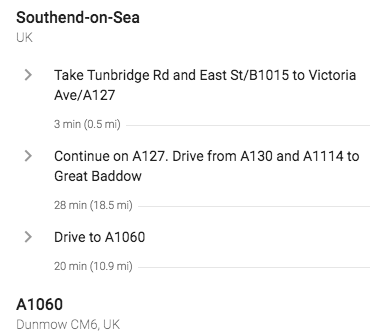 Southend-on-Sea
UK
Take Tunbridge Rd and East St/B1015 to Victoria
Ave/A127
3 min (0.5 mi)
Continue on A127. Drive from A130 and A1114 to
Great Baddow
28 min (18.5 mi)
Drive to A1060
20 min (10.9 mi)
A1060
Dunmow CM6, UK